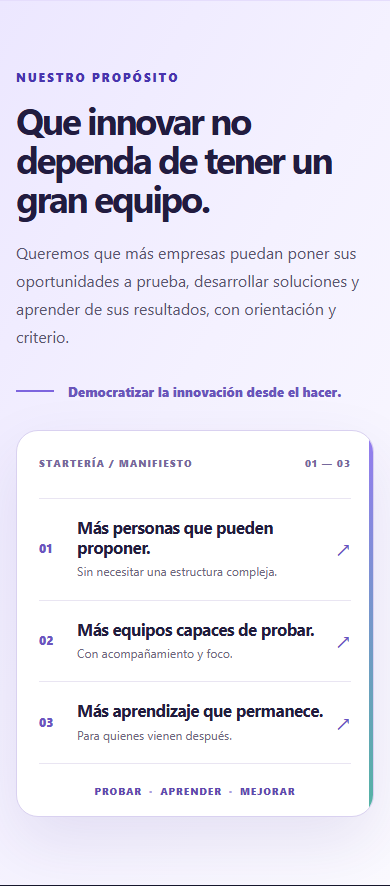 NUESTRO PROPÓSITO
Que innovar no
dependa de tener un
gran equipo.
Queremos que más empresas puedan poner sus
oportunidades a prueba, desarrollar soluciones y
aprender de sus resultados, con orientación y
criterio.
Democratizar la innovación desde el hacer.
STARTERÍA / MANIFIESTO 01 — 03
01 Más personas que pueden
proponer.
Sin necesitar una estructura compleja.
↗
02 Más equipos capaces de probar.
Con acompañamiento y foco.
↗
03 Más aprendizaje que permanece.
Para quienes vienen después.
↗
PROBAR · APRENDER · MEJORAR